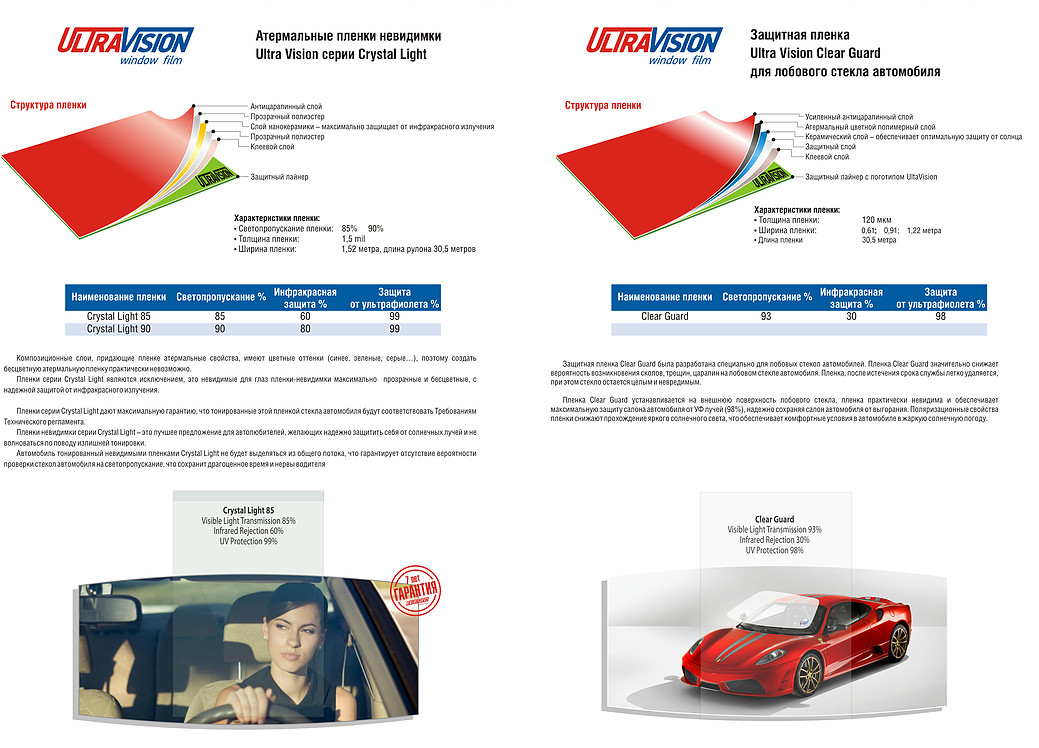 ULTRAVISION
window film
Атермальные пленки невидимки
Ultra Vision серии Crystal Light
Структура пленки
Антицарапинный слой
Прозрачный полиэстер
Слой нанокерамики – максимально защищает от инфракрасного излучения
Прозрачный полиэстер
Клеевой слой
Защитный лайнер
ULTRAVISION
Характеристики пленки:
• Светопропускание пленки: 85% 90%
• Толщина пленки: 1,5 mil
• Ширина пленки: 1,52 метра, длина рулона 30,5 метров
Наименование пленки Светопропускание % Инфракрасная защита % Защита от ультрафиолета %
Crystal Light 85 85 60 99
Crystal Light 90 90 80 99
Композиционные слои, придающие пленке атермальные свойства, имеют цветные оттенки (синее, зеленые, серые…), поэтому создать
бесцветную атермальную пленку практически невозможно.
Пленки серии Crystal Light являются исключением, это невидимые для глаз пленки-невидимки максимально прозрачные и бесцветные, с
надежной защитой от инфракрасного излучения.
Пленки серии Crystal Light дают максимальную гарантию, что тонированные этой пленкой стекла автомобиля будут соответствовать Требованиям
Технического регламента.
Пленки невидимки серии Crystal Light – это лучшее предложение для автолюбителей, желающих надежно защитить себя от солнечных лучей и не
волноваться по поводу излишней тонировки.
Автомобиль тонированный невидимыми пленками Crystal Light не будет выделяться из общего потока, что гарантирует отсутствие вероятности
проверки стекол автомобиля на светопропускание, что сохранит драгоценное время и нервы водителя
Crystal Light 85
Visible Light Transmission 85%
Infrared Rejection 60%
UV Protection 99%
7 лет
ГАРАНТИЯ
ULTRAVISION
ULTRAVISION
window film
Защитная пленка
Ultra Vision Clear Guard
для лобового стекла автомобиля
Структура пленки
Усиленный антицарапинный слой
Атермальный цветной полимерный слой
Керамический слой – обеспечивает оптимальную защиту от солнца
Защитный слой
Клеевой слой
Защитный лайнер с логотипом UltaVision
ULTRAVISION
Характеристики пленки:
• Толщина пленки: 120 мкм
• Ширина пленки: 0,61; 0,91; 1,22 метра
• Длина пленки 30,5 метра
Наименование пленки Светопропускание % Инфракрасная защита % Защита от ультрафиолета %
Clear Guard 93 30 98
Защитная пленка Clear Guard была разработана специально для лобовых стекол автомобилей. Пленка Clear Guard значительно снижает
вероятность возникновения сколов, трещин, царапин на лобовом стекле автомобиля. Пленка, после истечения срока службы легко удаляется,
при этом стекло остается целым и невредимым.
Пленка Clear Guard устанавливается на внешнюю поверхность лобового стекла, пленка практически невидима и обеспечивает
максимальную защиту салона автомобиля от УФ лучей (98%), надежно сохраняя салон автомобиля от выгорания. Поляризационные свойства
пленки снижают прохождение яркого солнечного света, что обеспечивает комфортные условия в автомобиле в жаркую солнечную погоду.
Clear Guard
Visible Light Transmission 93%
Infrared Rejection 30%
UV Protection 98%